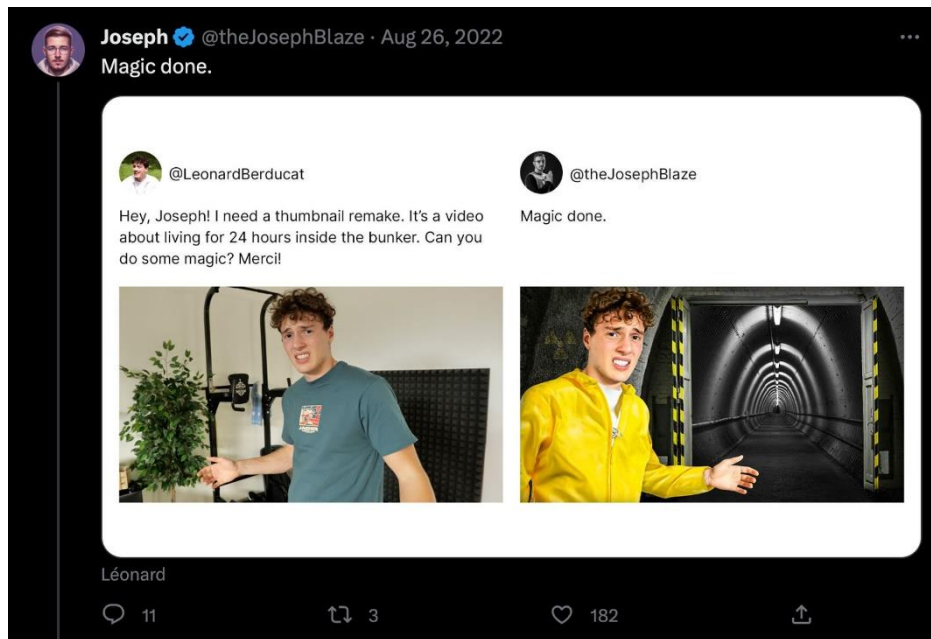 Joseph @theJosephBlaze · Aug 26, 2022
Magic done.
@LeonardBerducat
Hey, Joseph! I need a thumbnail remake. It's a video
about living for 24 hours inside the bunker. Can you
do some magic? Merci!
@theJosephBlaze
Magic done.
Léonard
11
3
182